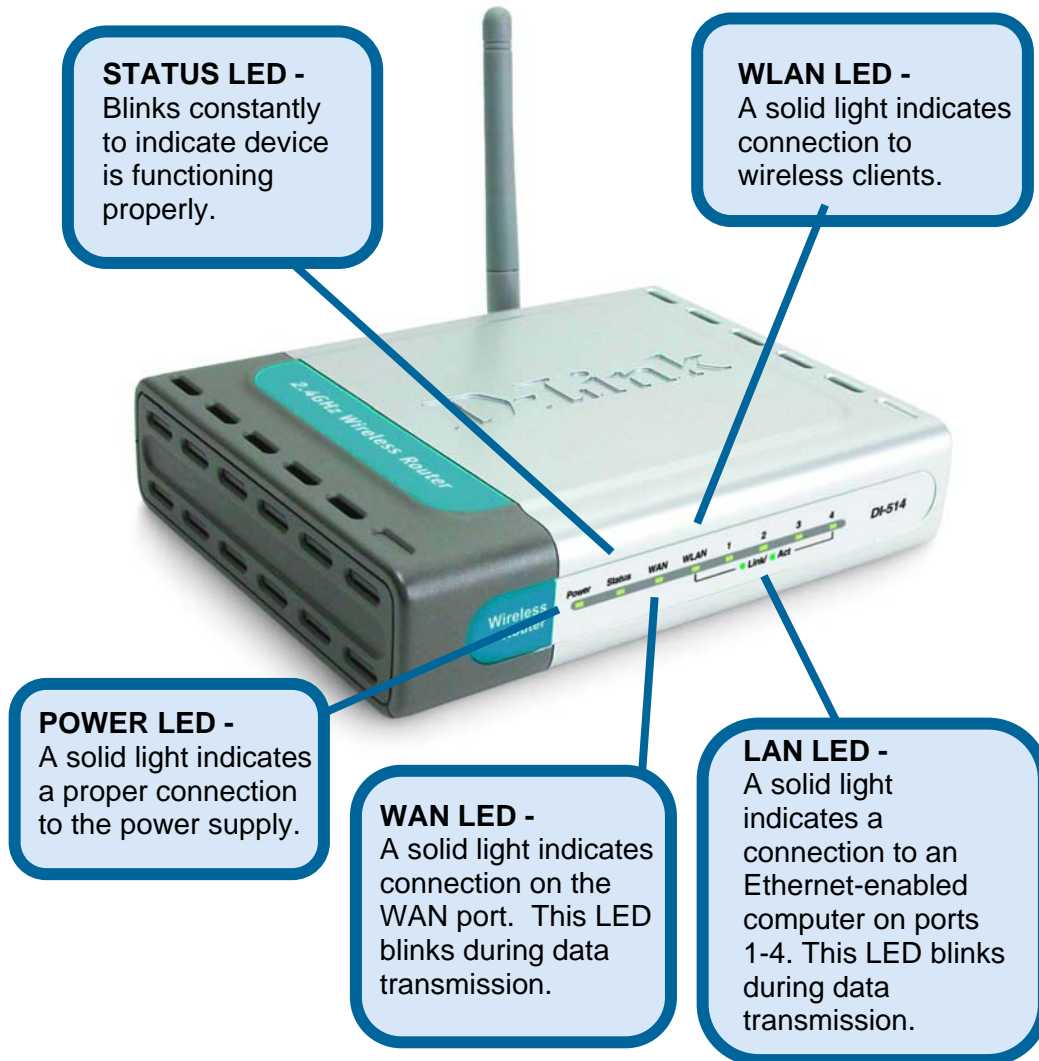 STATUS LED -
Blinks constantly
to indicate device
is functioning
properly.
WLAN LED -
A solid light indicates
connection to
wireless clients.
D-Link
2.4GHz Wireless Router
DI-514
Power Status WAN WLAN 1 2 3 4
Link/ Act
Wireless
Router
POWER LED -
A solid light indicates
a proper connection
to the power supply.
WAN LED -
A solid light indicates
connection on the
WAN port. This LED
blinks during data
transmission.
LAN LED -
A solid light
indicates a
connection to an
Ethernet-enabled
computer on ports
1-4. This LED blinks
during data
transmission.